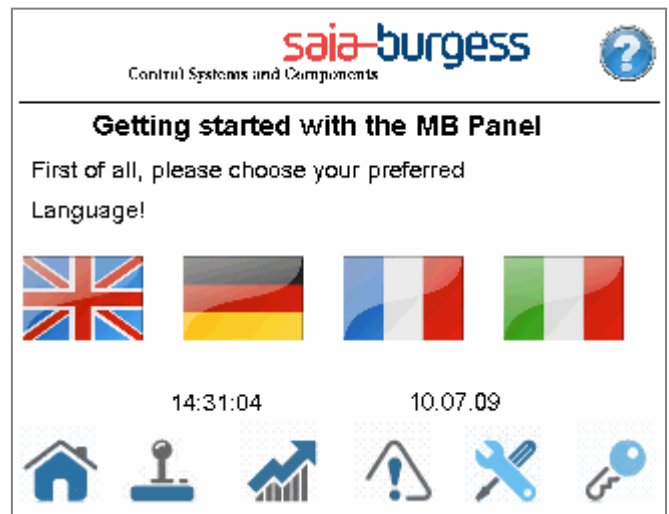 saia-burgess
Control Systems and Components
?
Getting started with the MB Panel
First of all, please choose your preferred
Language!
14:31:04 10.07.09